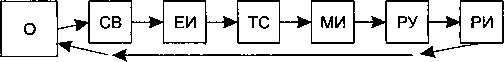 О СВ ЕИ ТС МИ РУ РИ